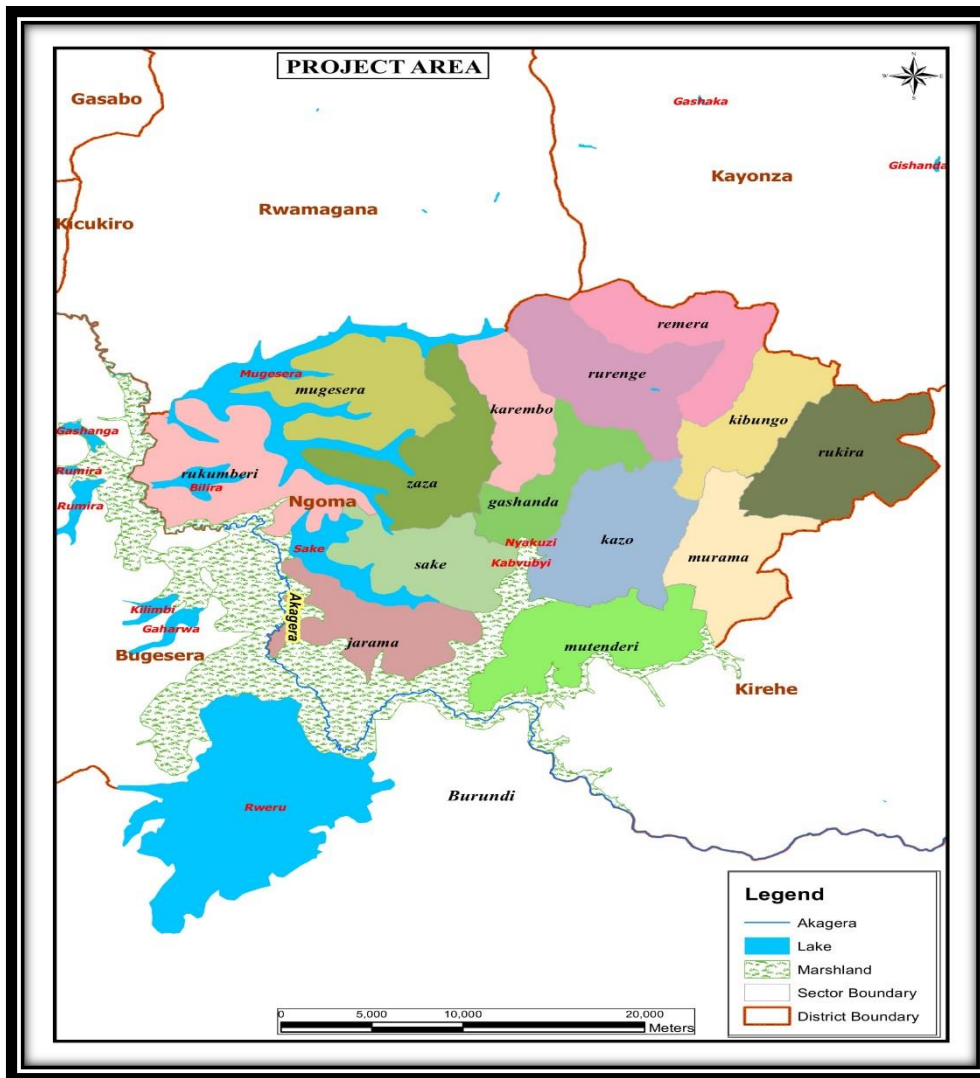 PROJECT AREA
N
W E
S
Gasabo
Gashaka
Gishanda
Kayonza
Rwamagana
Kicukiro
remera
rurenge
Mugesera
mugesera
karembo
kibungo
Gashanga
rukira
Rumira
rukumberi
zaza
Bilira
Ngoma
gashanda
Rumira
Nyakuzi
kazo
Sake
sake
Kabvubyi
murama
Kilimbi
Akagera
Gaharwa
jarama
mutenderi
Bugesera
Kirehe
Burundi
Rweru
Legend
Akagera
Lake
Marshland
Sector Boundary
District Boundary
0 5,000 10,000 20,000
Meters